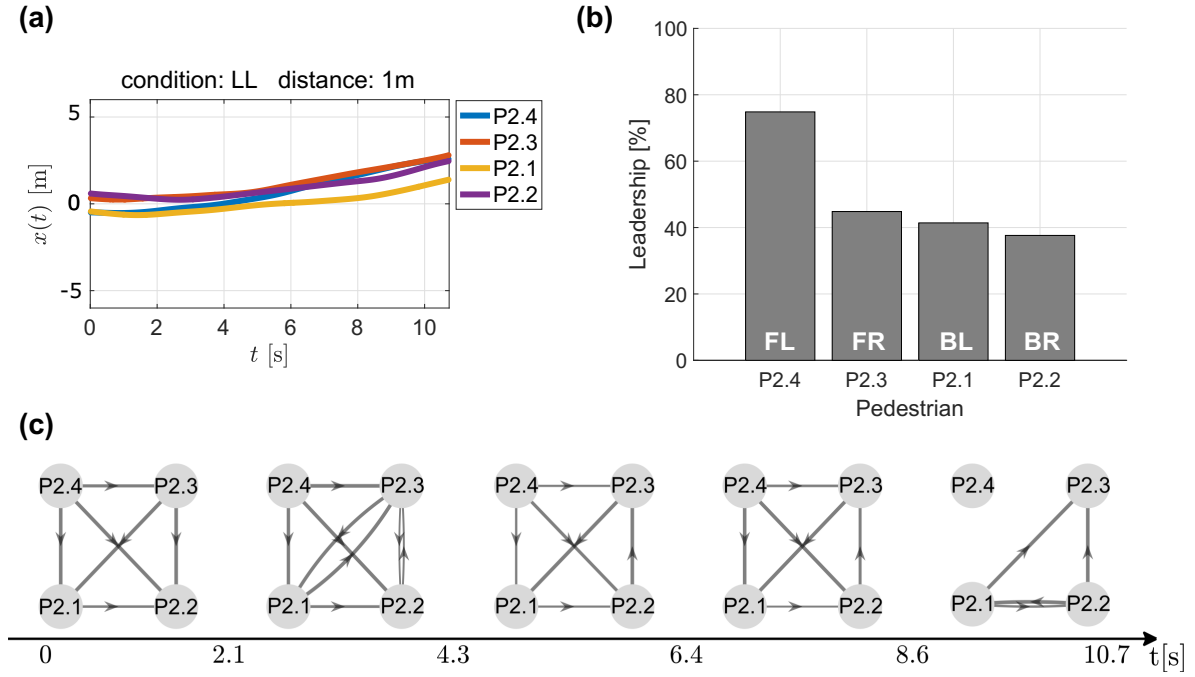 (a)
condition: LL distance: 1m
5
0
-5
x(t) [m]
0 2 4 6 8 10
t [s]
P2.4
P2.3
P2.1
P2.2
(b)
100
80
60
40
20
0
Leadership [%]
FL FR BL BR
P2.4 P2.3 P2.1 P2.2
Pedestrian
(c)
P2.4 P2.3 P2.4 P2.3 P2.4 P2.3 P2.4 P2.3 P2.4 P2.3
P2.1 P2.2 P2.1 P2.2 P2.1 P2.2 P2.1 P2.2 P2.1 P2.2
0 2.1 4.3 6.4 8.6 10.7 t[s]